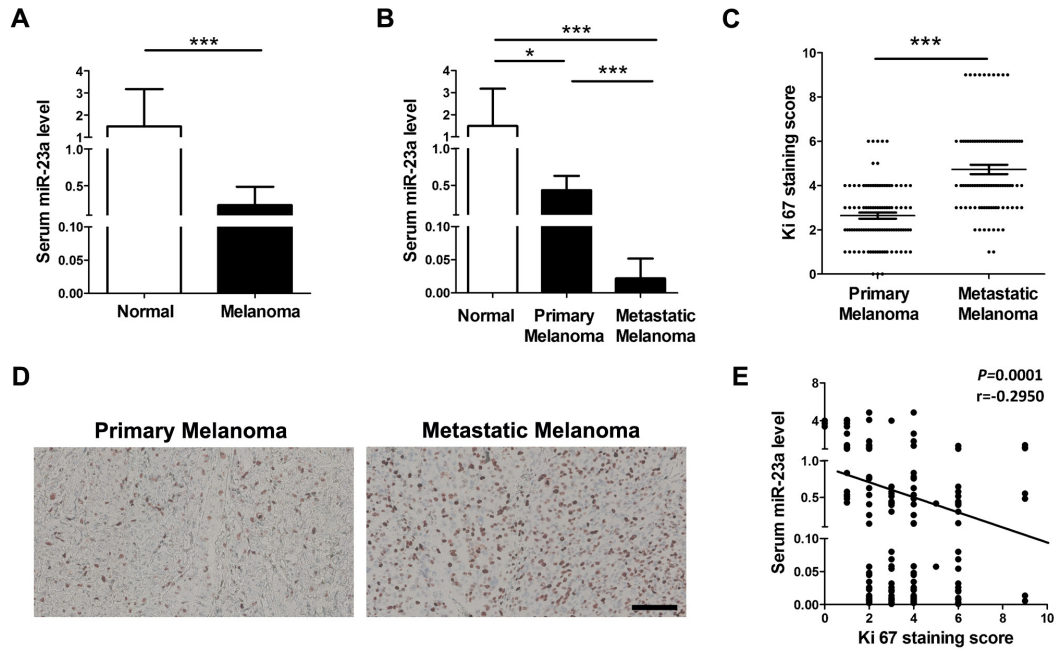 A
***
Serum miR-23a level
4
3
2
1
1.0
0.5
0.10
0.05
0.00
Normal
Melanoma
B
***
*
***
Serum miR-23a level
4
3
2
1
1.0
0.5
0.10
0.05
0.00
Normal
Primary
Melanoma
Metastatic
Melanoma
C
***
Ki 67 staining score
10
8
6
4
2
0
Primary
Melanoma
Metastatic
Melanoma
D
Primary Melanoma
Metastatic Melanoma
E
P=0.0001
r=-0.2950
Serum miR-23a level
8
4
1.0
0.5
0.10
0.05
0.00
0 2 4 6 8 10
Ki 67 staining score